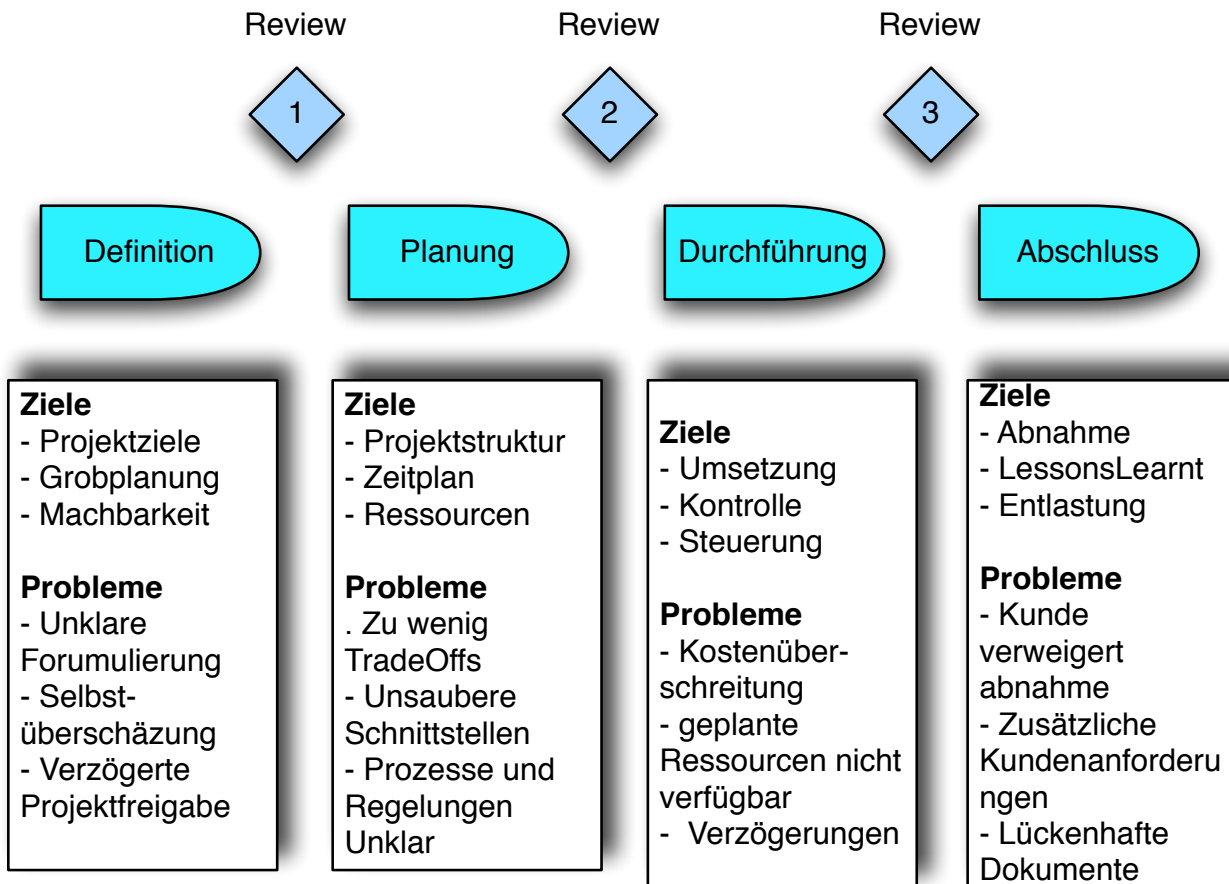 Review
Review
Review
1
2
3
Definition
Planung
Durchführung
Abschluss
Ziele
- Projektziele
- Grobplanung
- Machbarkeit
Probleme
- Unklare
Forumulierung
- Selbst-
überschäzung
- Verzögerte
Projektfreigabe
Ziele
- Projektstruktur
- Zeitplan
- Ressourcen
Probleme
. Zu wenig
TradeOffs
- Unsaubere
Schnittstellen
- Prozesse und
Regelungen
Unklar
Ziele
- Umsetzung
- Kontrolle
- Steuerung
Probleme
- Kostenüber-
schreitung
- geplante
Ressourcen nicht
verfügbar
- Verzögerungen
Ziele
- Abnahme
- LessonsLearnt
- Entlastung
Probleme
- Kunde
verweigert
abnahme
- Zusätzliche
Kundenanforderu
ngen
- Lückenhafte
Dokumente